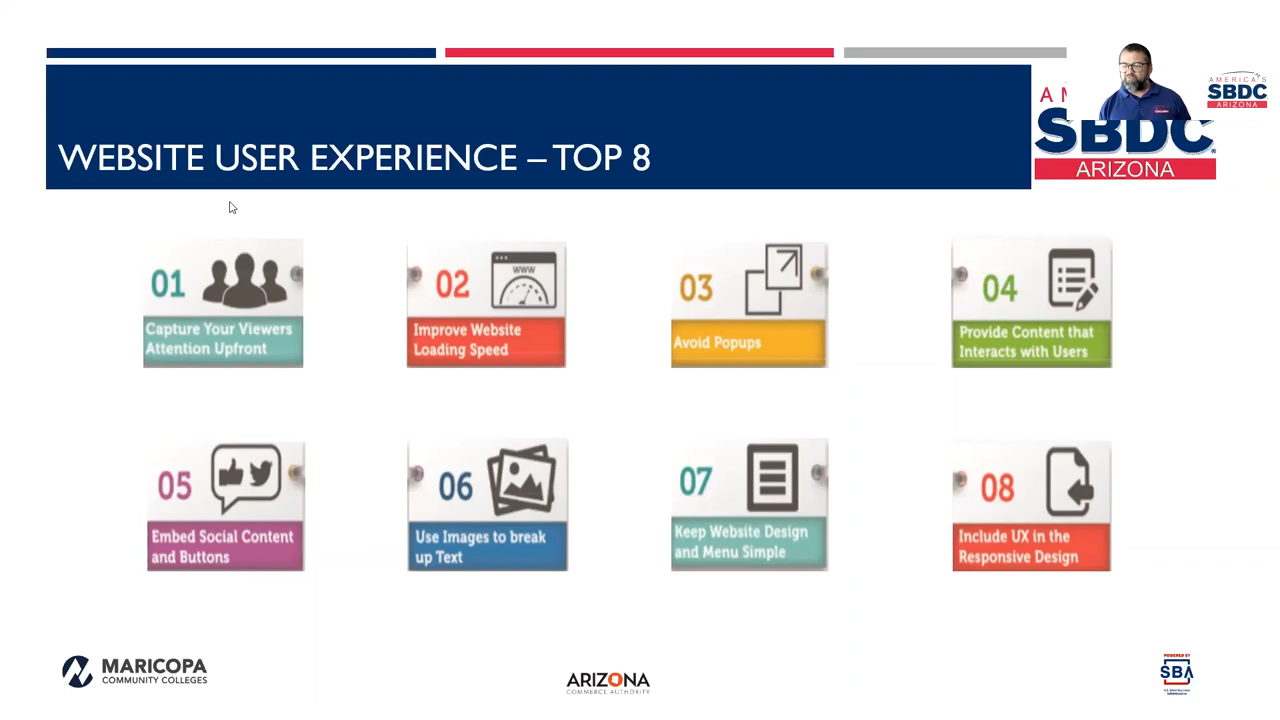 AMERICA'S
SBDC
ARIZONA
WEBSITE USER EXPERIENCE – TOP 8
SBDC
ARIZONA
01
Capture Your Viewers
Attention Upfront
02
WWW
Improve Website
Loading Speed
03
Avoid Popups
04
Provide Content that
Interacts with Users
05
Embed Social Content
and Buttons
06
Use Images to break
up Text
07
Keep Website Design
and Menu Simple
08
Include UX in the
Responsive Design
MARICOPA
COMMUNITY COLLEGES
ARIZONA
COMMERCE AUTHORITY
POWERED BY
SBA